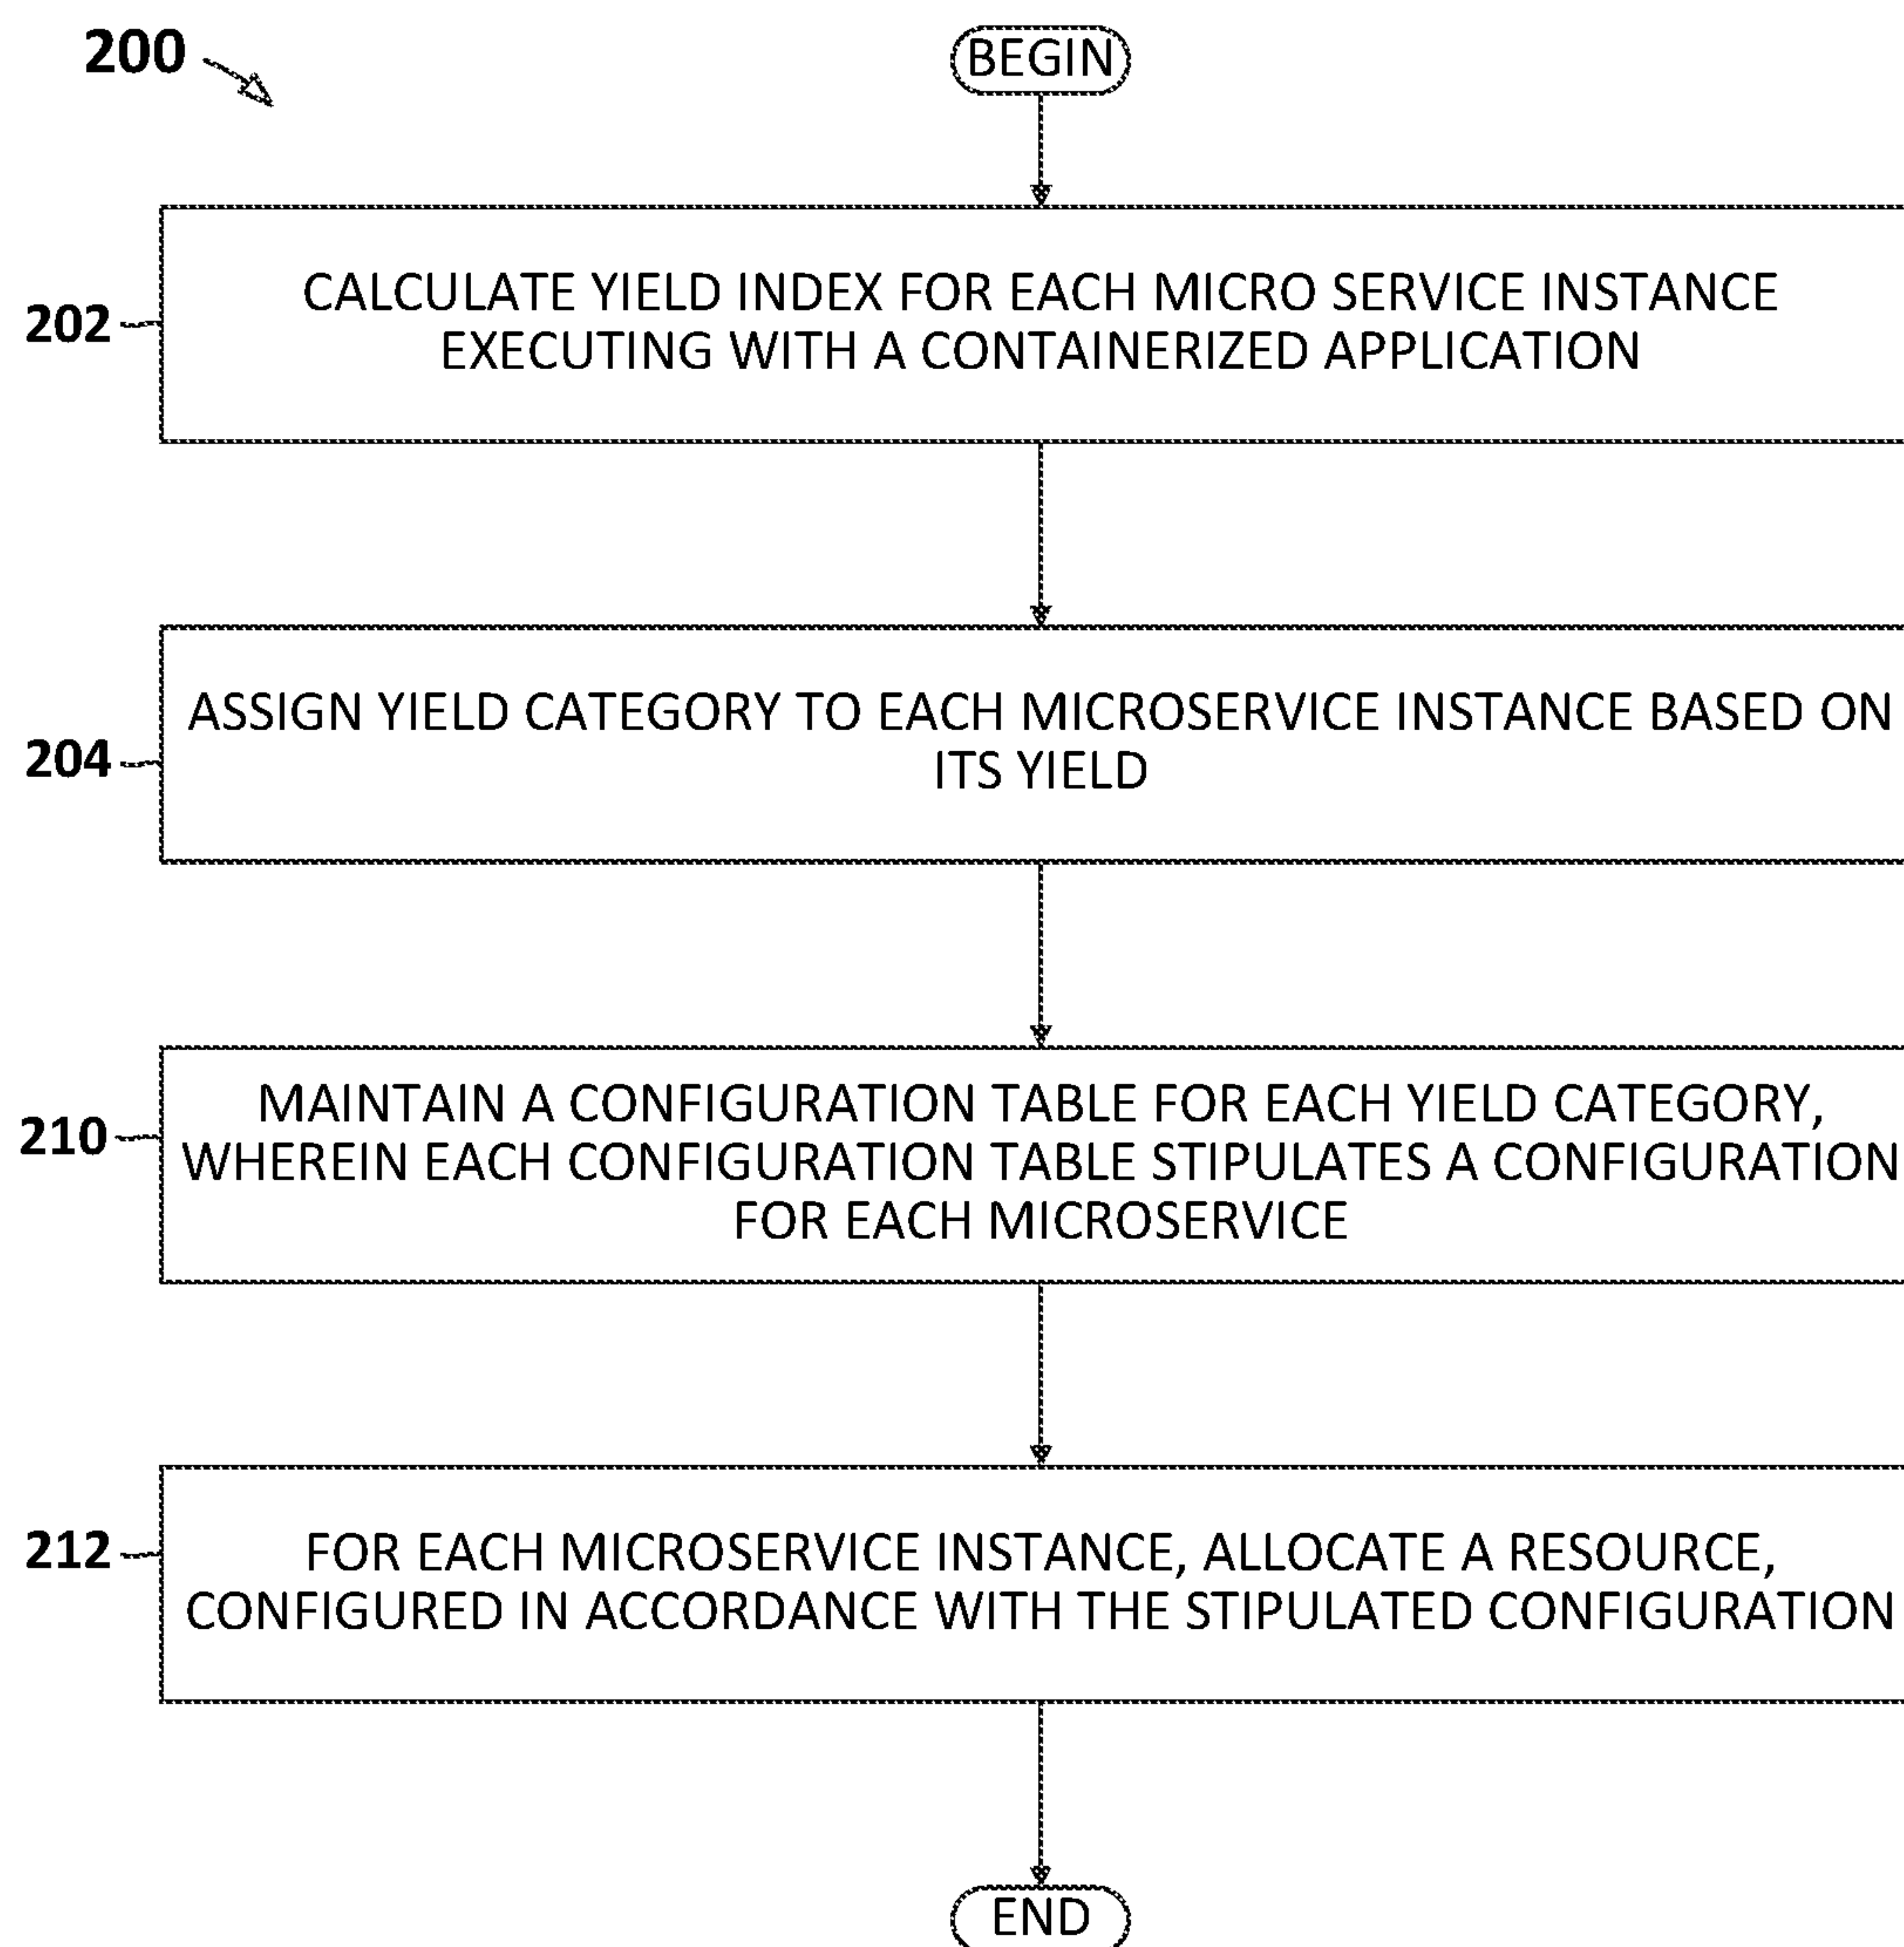 200
BEGIN
202
CALCULATE YIELD INDEX FOR EACH MICRO SERVICE INSTANCE
EXECUTING WITH A CONTAINERIZED APPLICATION
204
ASSIGN YIELD CATEGORY TO EACH MICROSERVICE INSTANCE BASED ON
ITS YIELD
210
MAINTAIN A CONFIGURATION TABLE FOR EACH YIELD CATEGORY,
WHEREIN EACH CONFIGURATION TABLE STIPULATES A CONFIGURATION
FOR EACH MICROSERVICE
212
FOR EACH MICROSERVICE INSTANCE, ALLOCATE A RESOURCE,
CONFIGURED IN ACCORDANCE WITH THE STIPULATED CONFIGURATION
END